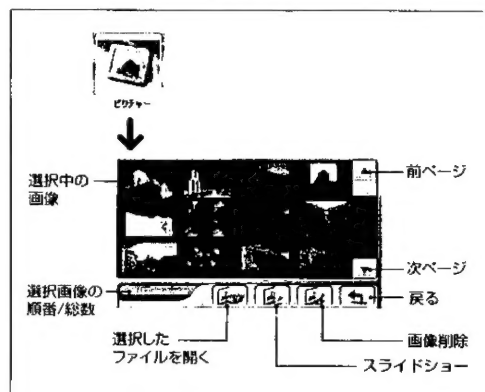 ピクチャー
選択中の
画像
前ページ
次ページ
選択画像の
順番/総数
戻る
選択した
ファイルを開く
画像削除
スライドショー